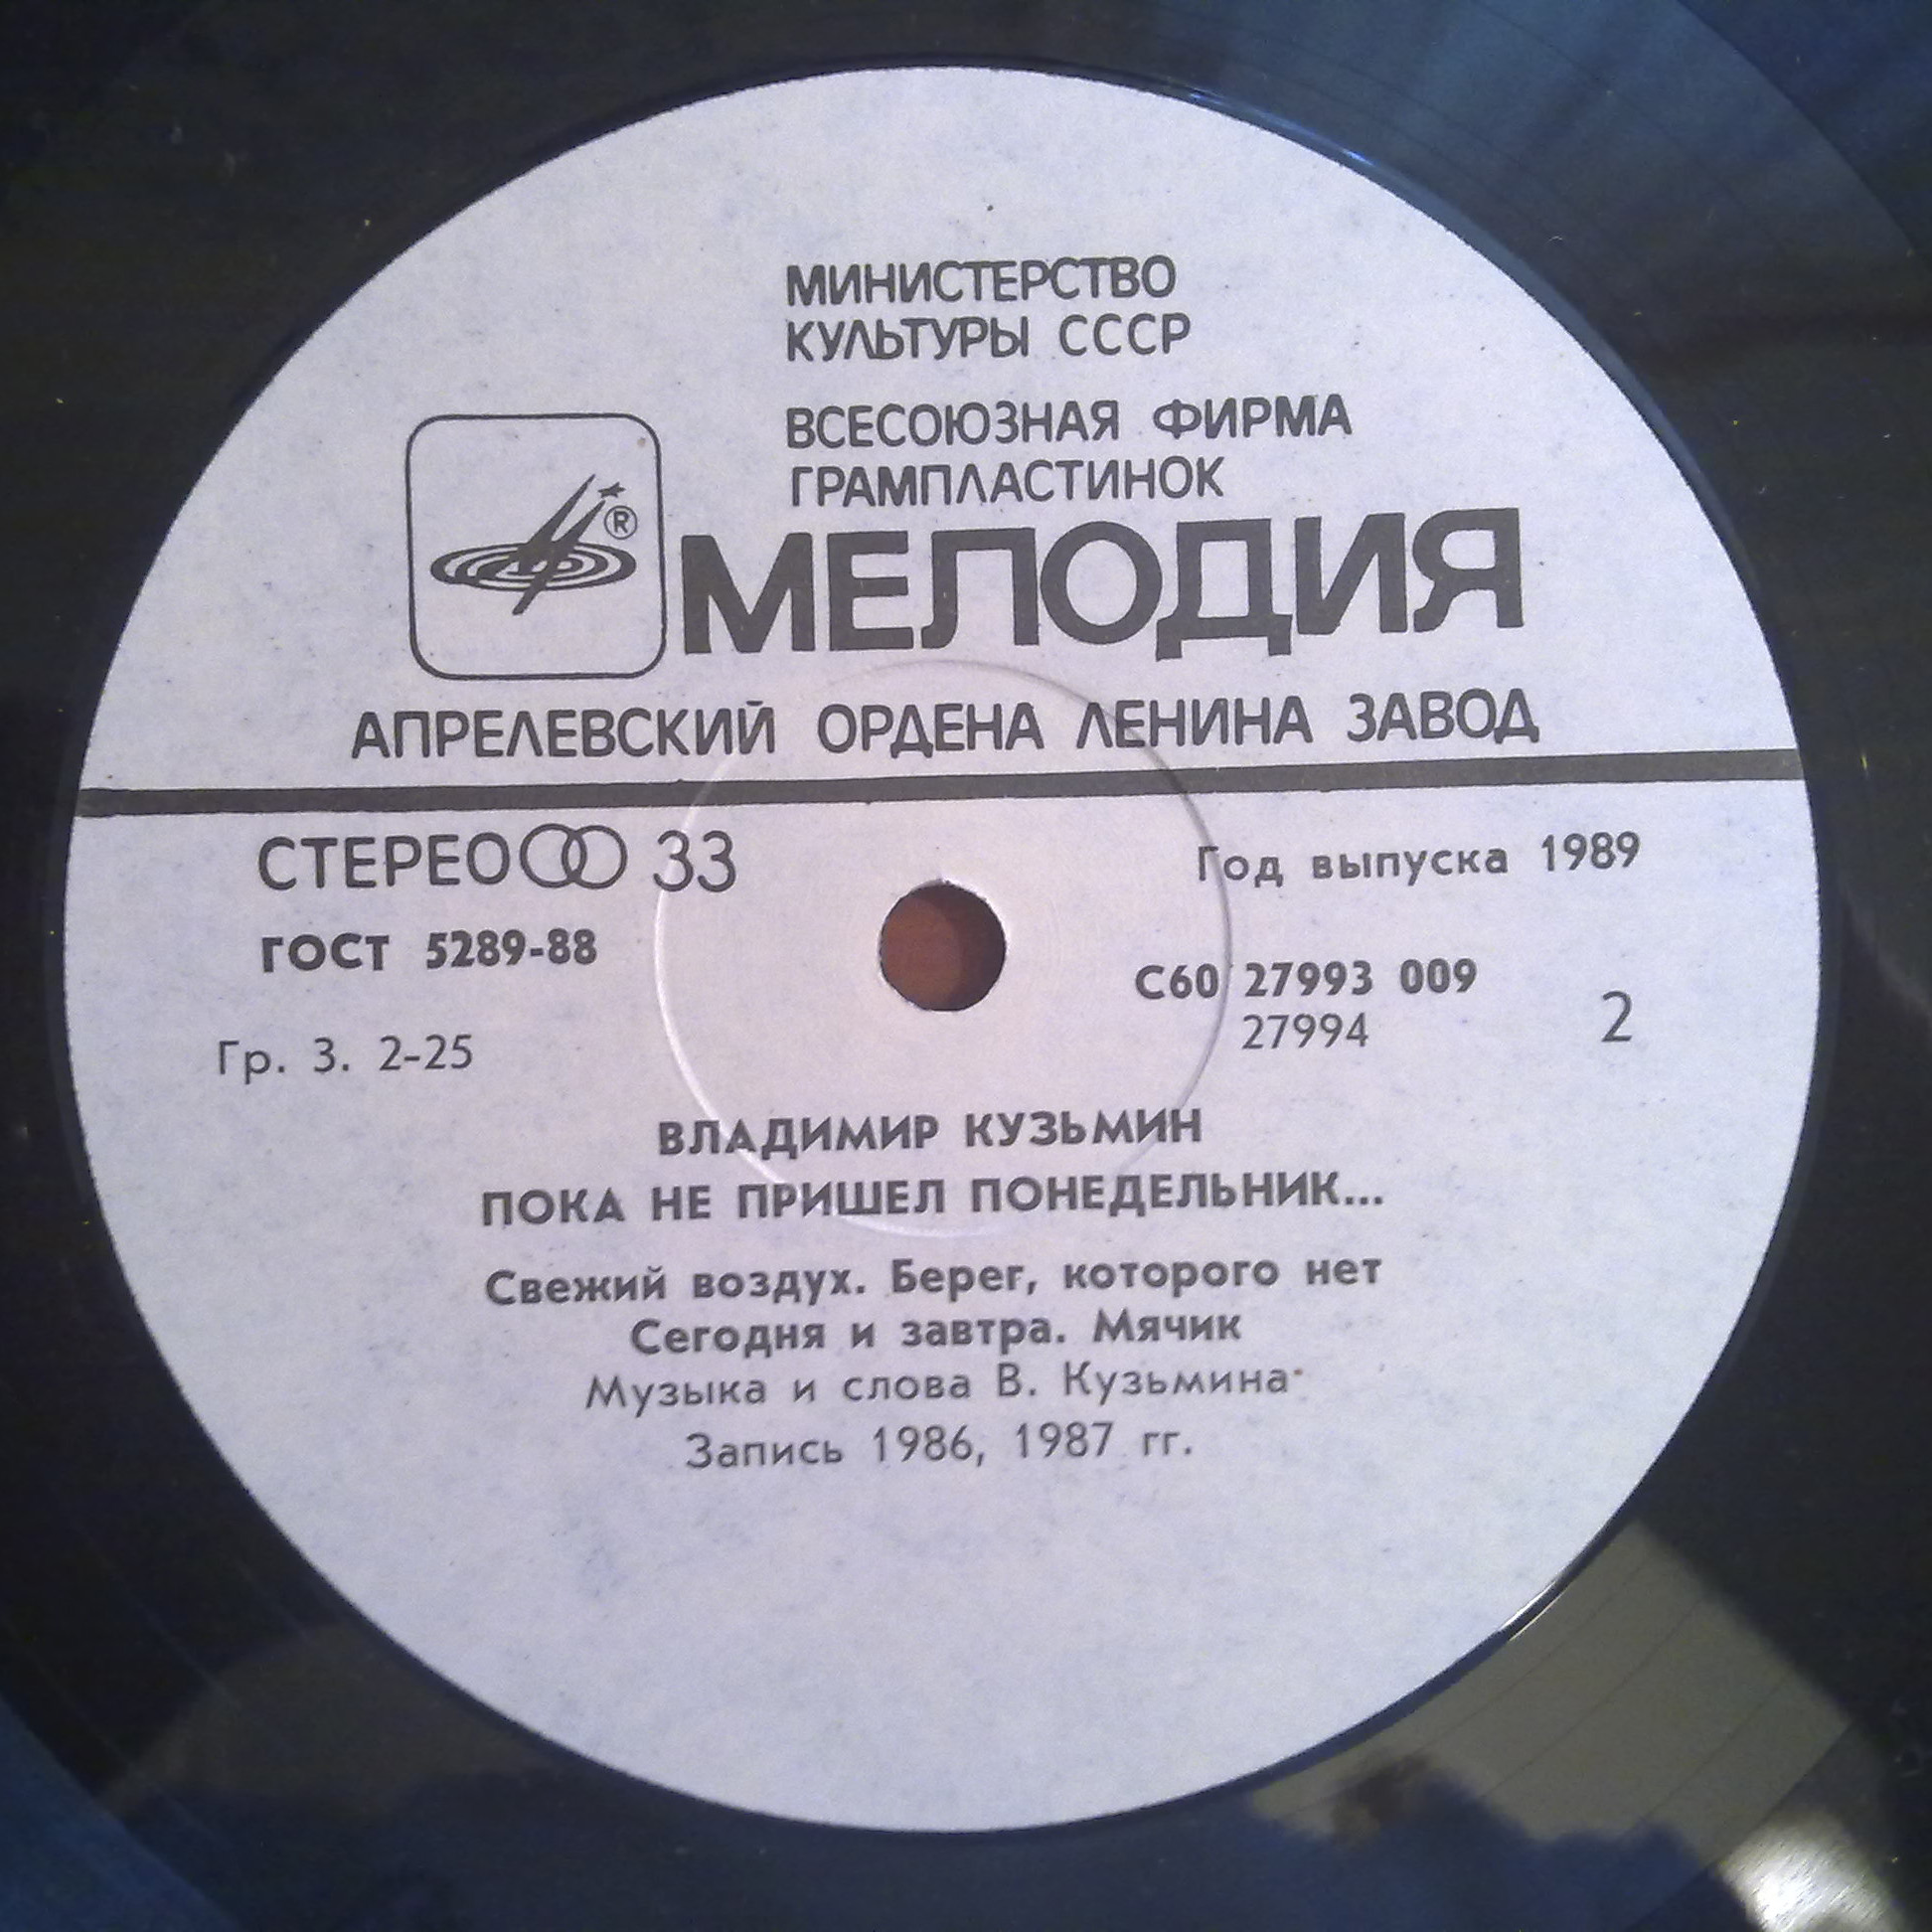 МИНИСТЕРСТВО
КУЛЬТУРЫ СССР
ВСЕСОЮЗНАЯ ФИРМА
ГРАМПЛАСТИНОК
®
МЕЛОДИЯ
АПРЕЛЕВСКИЙ ОРДЕНА ЛЕНИНА ЗАВОД
СТЕРЕО 33
Год выпуска 1989
ГОСТ 5289-88
С60 27993 009
27994
2
Гр. 3. 2-25
ВЛАДИМИР КУЗЬМИН
ПОКА НЕ ПРИШЕЛ ПОНЕДЕЛЬНИК...
Свежий воздух. Берег, которого нет
Сегодня и завтра. Мячик
Музыка и слова В. Кузьмина
Запись 1986, 1987 гг.